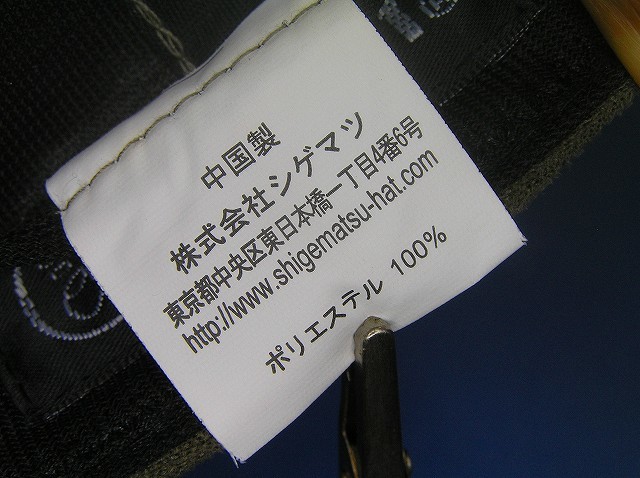 中国製
株式会社シゲマツ
東京都中央区東日本橋一丁目4番6号
http://www.shigematsu-hat.com
ポリエステル 100%